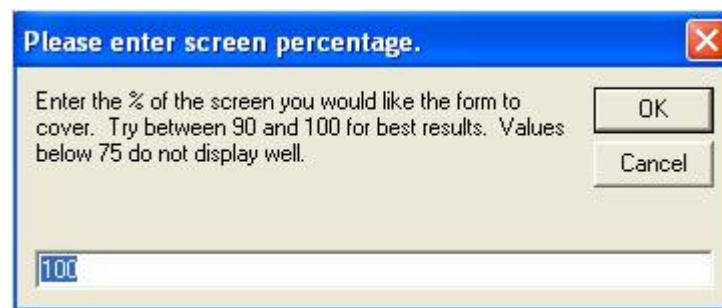 Please enter screen percentage.
Enter the % of the screen you would like the form to
cover. Try between 90 and 100 for best results. Values
below 75 do not display well.
OK
Cancel
100